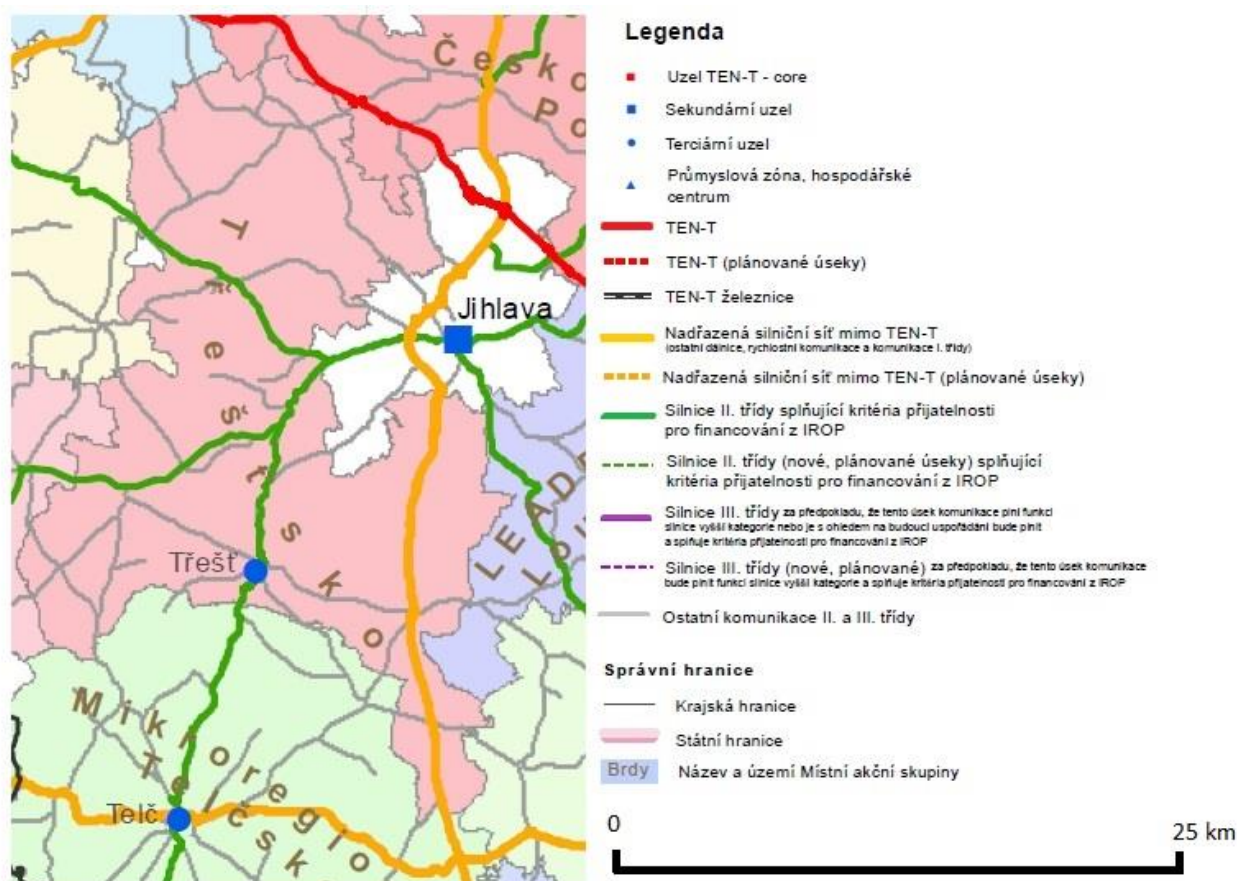 Česko
Po
Třešťsko
Jihlava
LEADE
Lou
Třešť
Mikroregio
Telčsk
Telč
Legenda
Uzel TEN-T - core
Sekundární uzel
Terciární uzel
Průmyslová zóna, hospodářské
centrum
TEN-T
TEN-T (plánované úseky)
TEN-T železnice
Nadřazená silniční síť mimo TEN-T
(ostatní dálnice, rychlostní komunikace a komunikace I. třídy)
Nadřazená silniční síť mimo TEN-T (plánované úseky)
Silnice II. třídy splňující kritéria přijatelnosti
pro financování z IROP
Silnice II. třídy (nové, plánované úseky) splňující
kritéria přijatelnosti pro financování z IROP
Silnice III. třídy za předpokladu, že tento úsek komunikace plní funkci
silnice vyšší kategorie nebo je s ohledem na budoucí uspořádání bude plnit
a splňuje kritéria přijatelnosti pro financování z IROP
Silnice III. třídy (nové, plánované) za předpokladu, že tento úsek komunikace
bude plnit funkci silnice vyšší kategorie a splňuje kritéria přijatelnosti pro financování z IROP
Ostatní komunikace II. a III. třídy
Správní hranice
Krajská hranice
Státní hranice
Brdy Název a území Místní akční skupiny
0 25 km